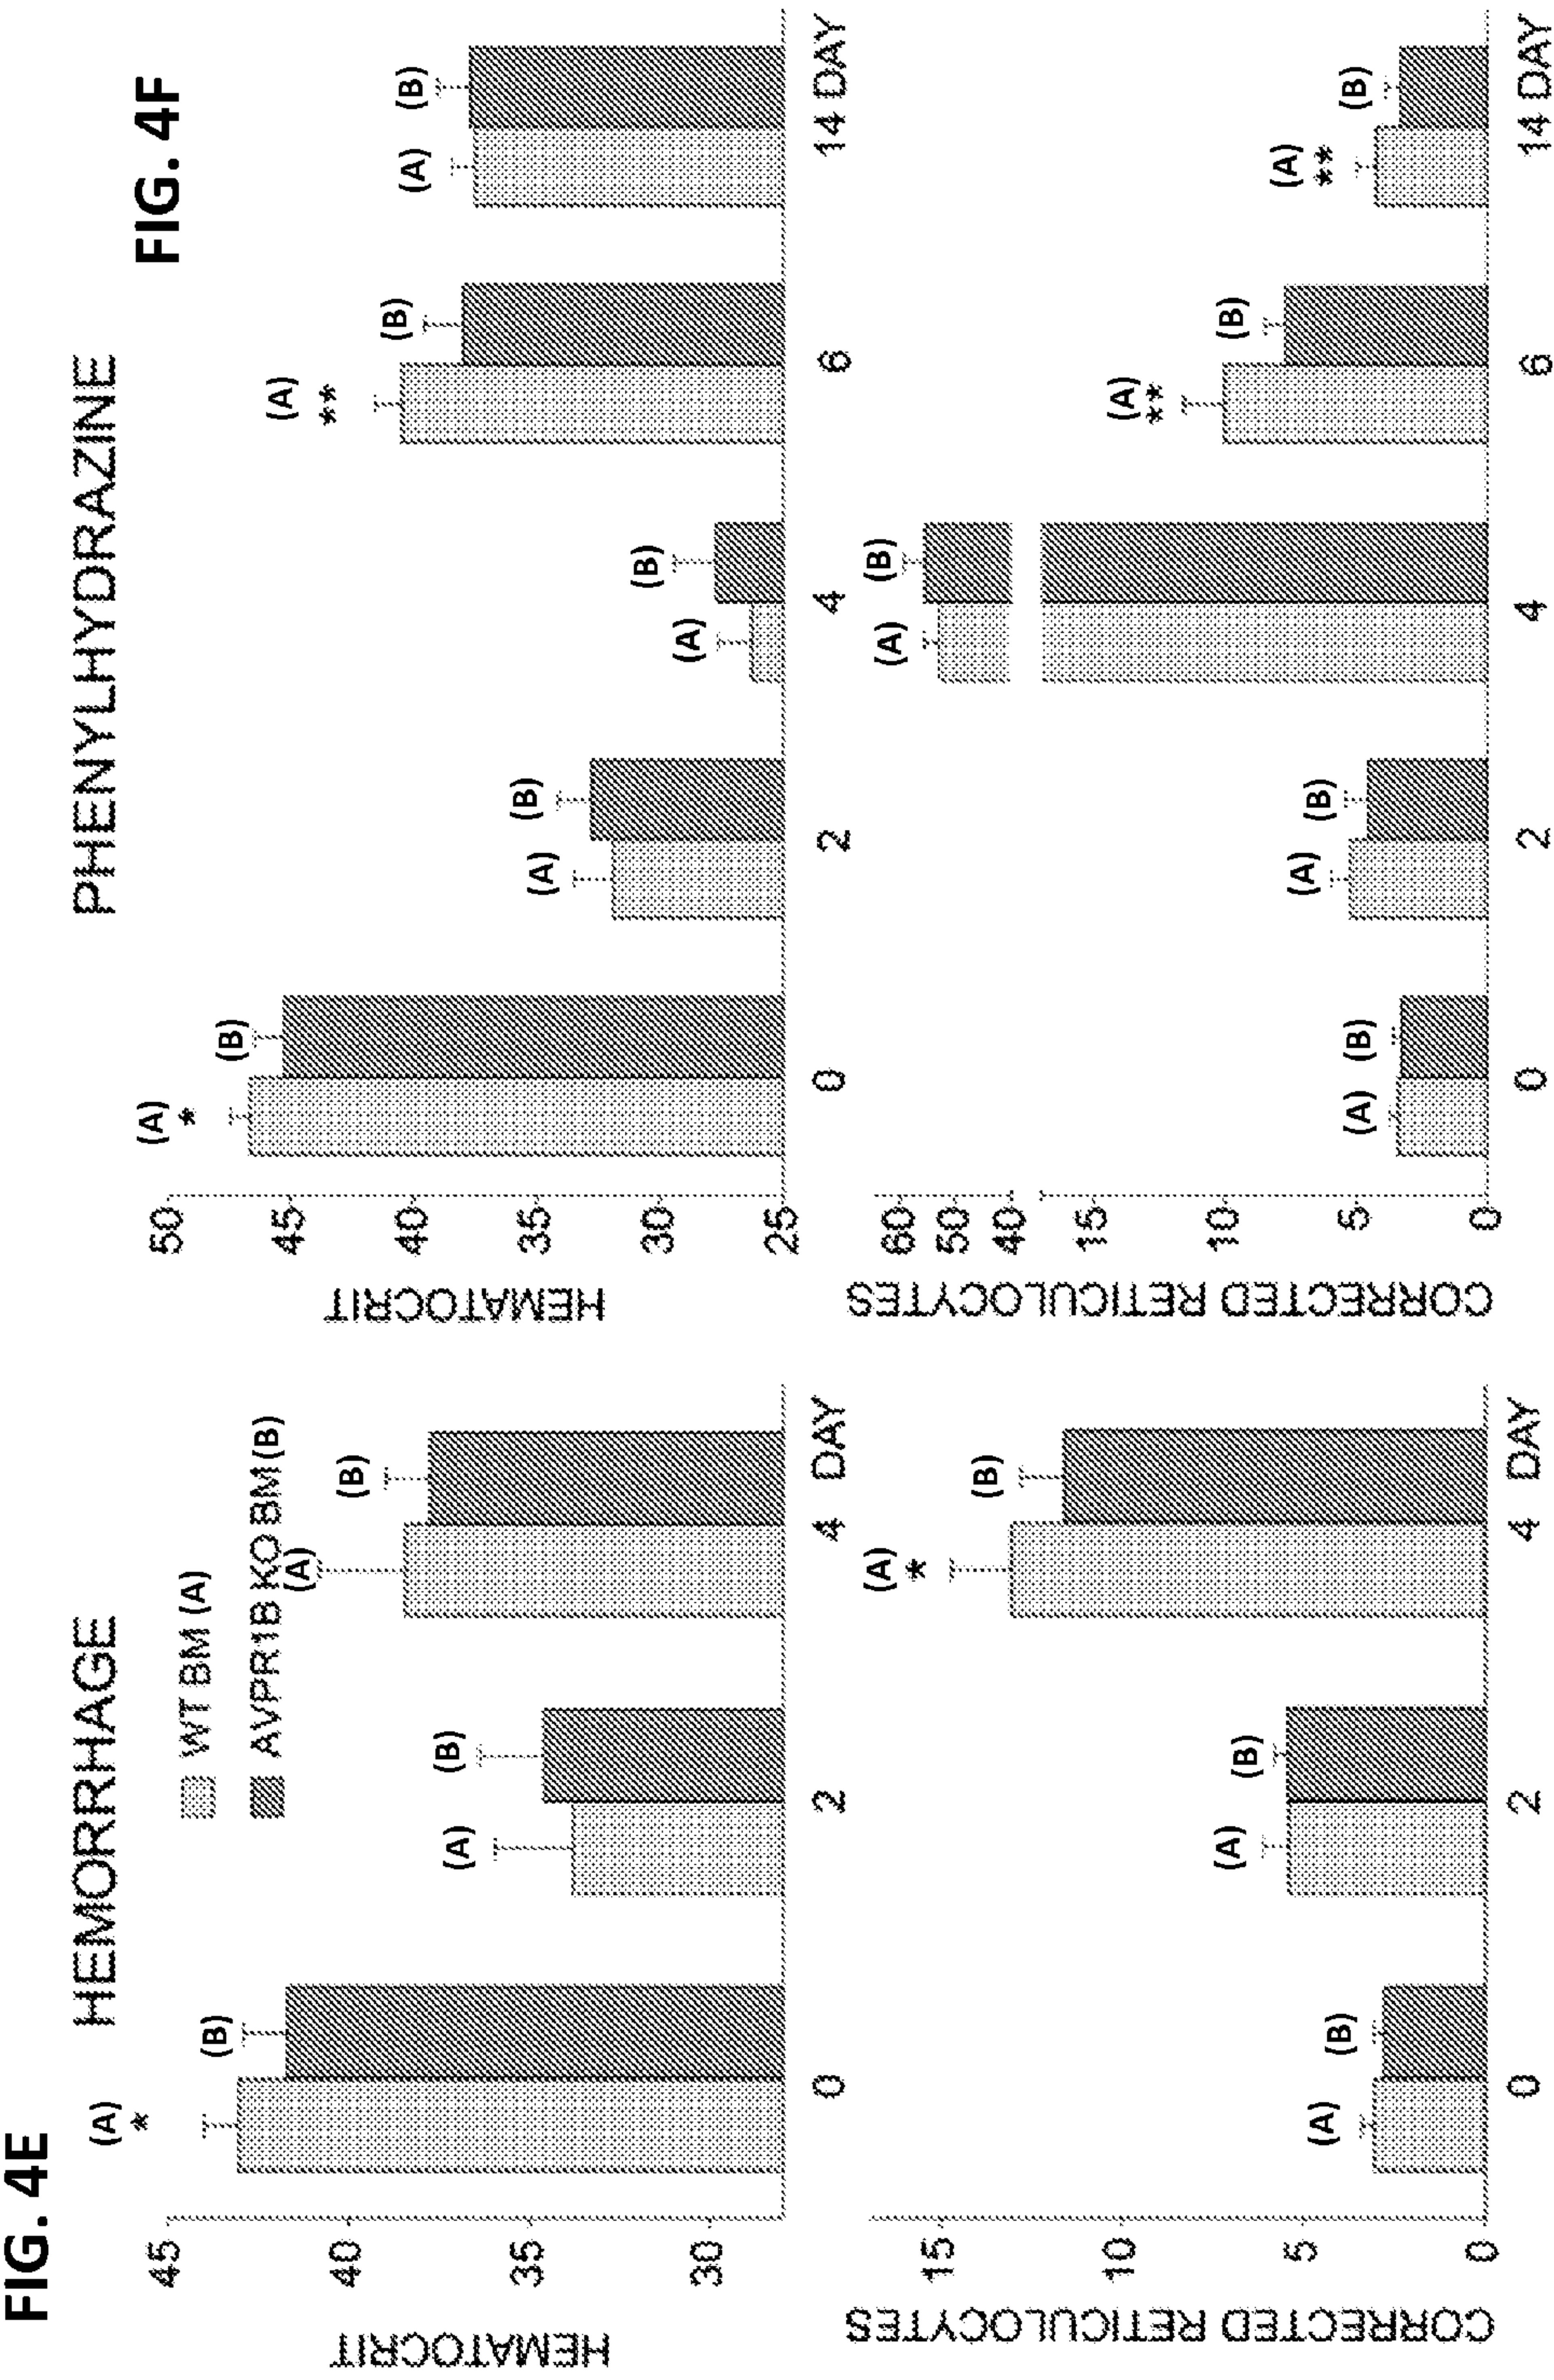 FIG. 4E
HEMORRHAGE
WT BM (A)
AVPR1B KO BM (B)
HEMATOCRIT
45
40
35
30
(A)
*
(B)
(A)
(B)
(A)
(B)
0
2
4
DAY
CORRECTED RETICULOCYTES
15
10
5
0
(A)
(B)
(A)
(B)
(A)
*
(B)
0
2
4
DAY
PHENYLHYDRAZINE
FIG. 4F
HEMATOCRIT
50
45
40
35
30
25
(A)
*
(B)
(A)
(B)
(A)
(B)
(A)
**
(B)
(A)
(B)
0
2
4
6
14 DAY
CORRECTED RETICULOCYTES
60
50
40
15
10
5
0
(A)
(B)
(A)
(B)
(A)
(B)
(A)
**
(B)
(A)
**
(B)
0
2
4
6
14 DAY